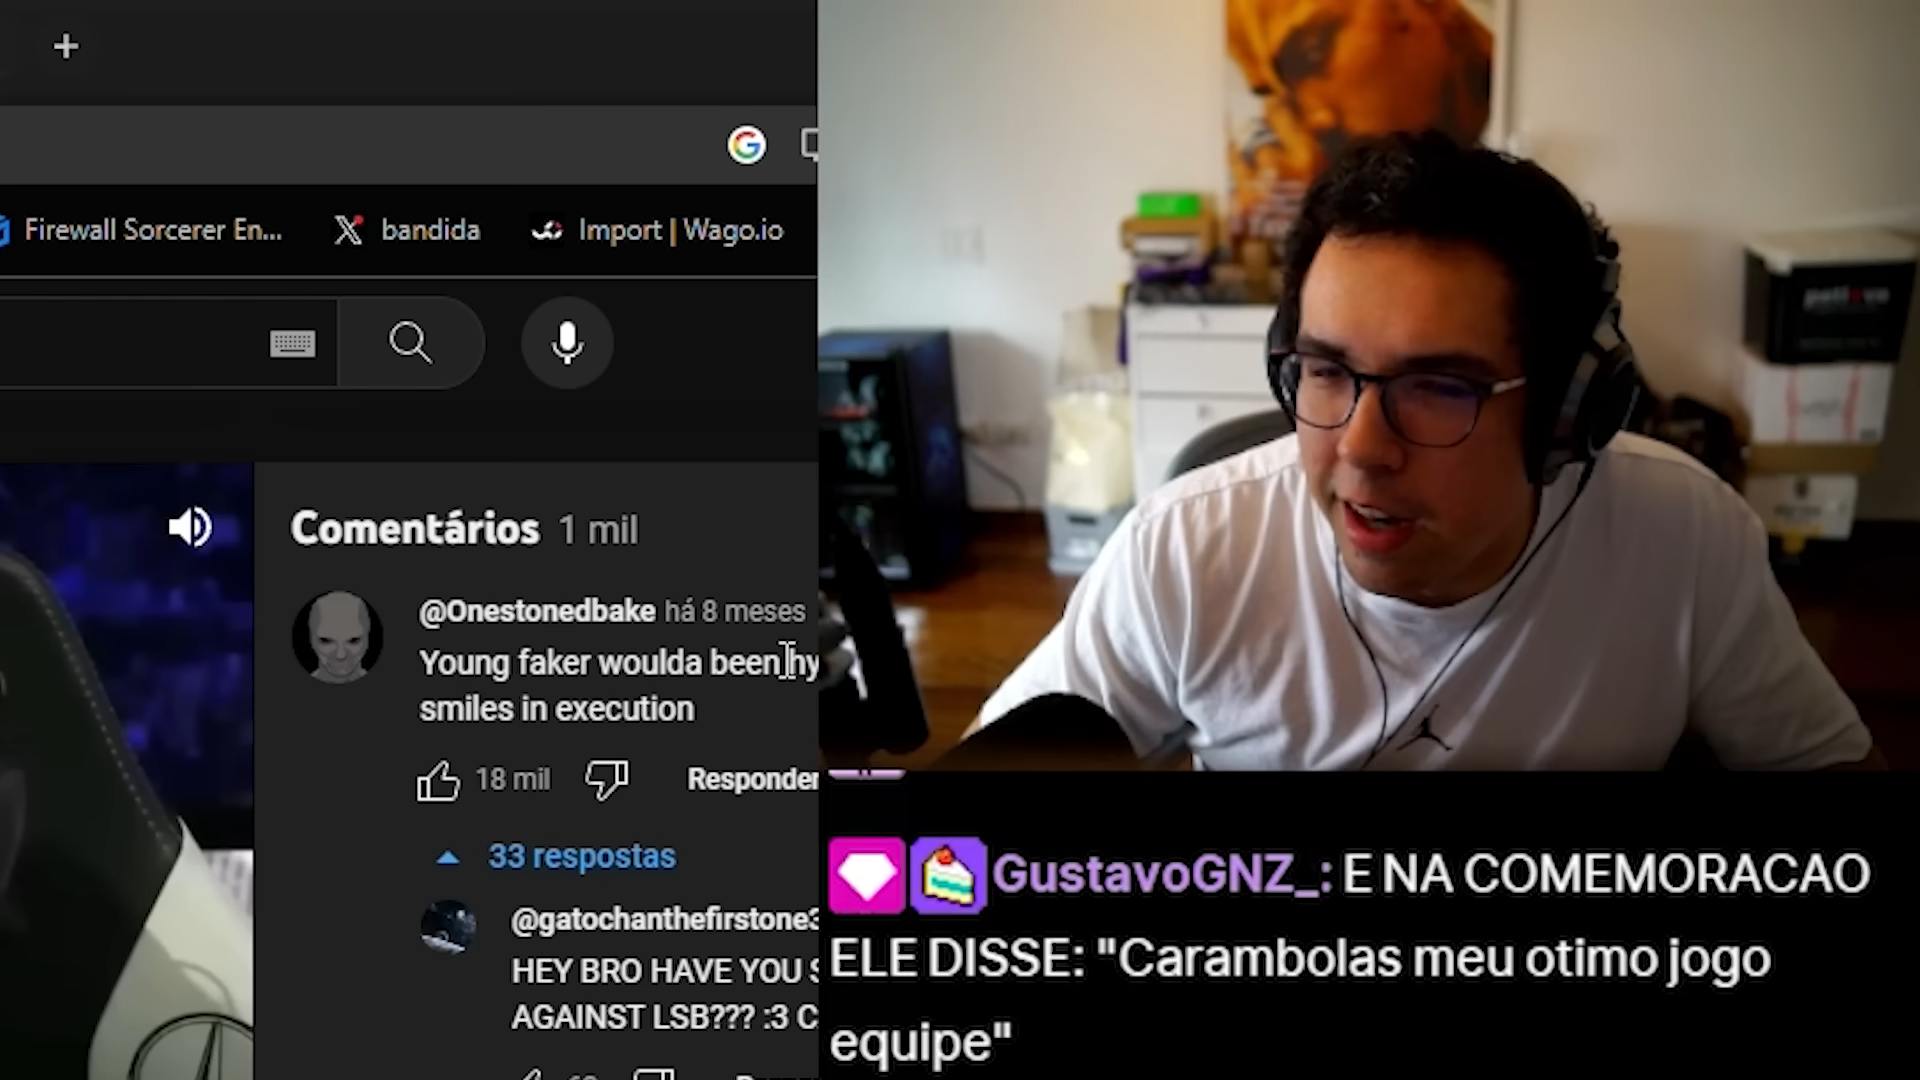 Firewall Sorcerer En...
bandida
Import | Wago.io
Comentários 1 mil
@Onestonedbake há 8 meses
Young faker woulda been hy
smiles in execution
18 mil
Responder
33 respostas
@gatochanthefirstone3
HEY BRO HAVE YOU S
AGAINST LSB??? :3 C
GustavoGNZ_: E NA COMEMORACAO
ELE DISSE: "Carambolas meu otimo jogo
equipe"